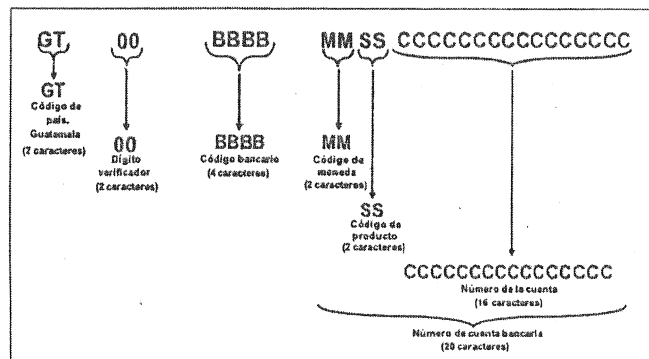 GT 00 BBBB MM SS CCCCCCCCCCCCCCCC
GT
Código de
país.
Guatemala
(2 caracteres)
00
Dígito
verificador
(2 caracteres)
BBBB
Código bancario
(4 caracteres)
MM
Código de
moneda
(2 caracteres)
SS
Código de
producto
(2 caracteres)
CCCCCCCCCCCCCCCC
Número de la cuenta
(16 caracteres)
Número de cuenta bancaria
(20 caracteres)